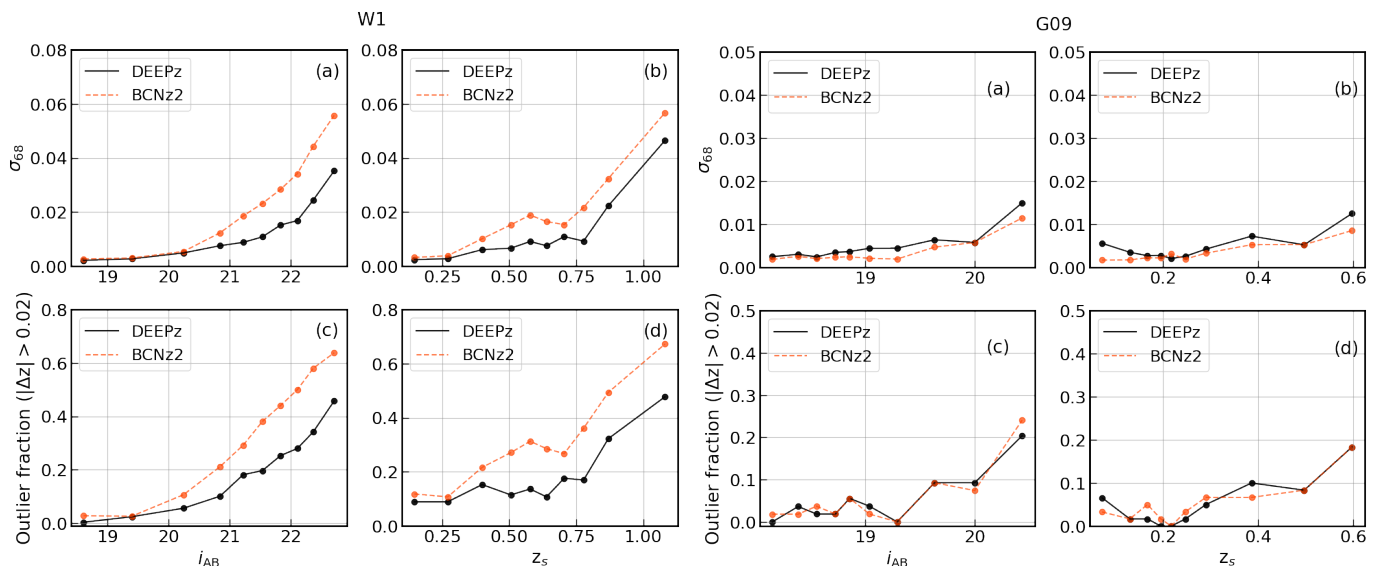 W1
0.08
0.06
0.04
0.02
0.00
σ68
DEEPz
BCNz2
(a)
19
20
21
22
0.08
0.06
0.04
0.02
0.00
DEEPz
BCNz2
(b)
0.25
0.50
0.75
1.00
0.8
0.6
0.4
0.2
0.0
Outlier fraction (|Δz| > 0.02)
DEEPz
BCNz2
(c)
19
20
21
22
iAB
0.8
0.6
0.4
0.2
0.0
DEEPz
BCNz2
(d)
0.25
0.50
0.75
1.00
zs
G09
0.05
0.04
0.03
0.02
0.01
0.00
σ68
DEEPz
BCNz2
(a)
19
20
0.05
0.04
0.03
0.02
0.01
0.00
DEEPz
BCNz2
(b)
0.2
0.4
0.6
0.5
0.4
0.3
0.2
0.1
0.0
Outlier fraction (|Δz| > 0.02)
DEEPz
BCNz2
(c)
19
20
iAB
0.5
0.4
0.3
0.2
0.1
0.0
DEEPz
BCNz2
(d)
0.2
0.4
0.6
zs